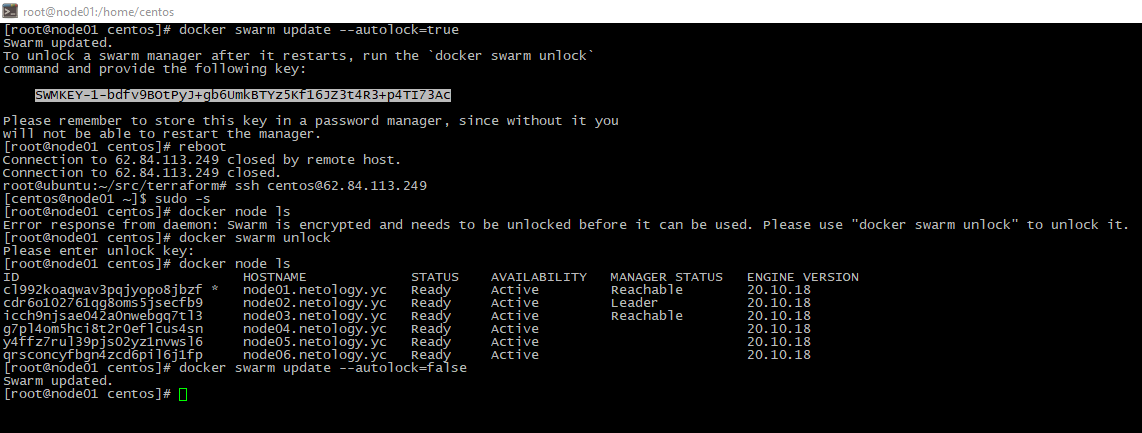 root@node01:/home/centos
[root@node01 centos]# docker swarm update --autolock=true
Swarm updated.
To unlock a swarm manager after it restarts, run the `docker swarm unlock`
command and provide the following key:
SWMKEY-1-bdfv9BOtPyJ+gb6UmkBTYz5Kf16JZ3t4R3+p4TI73Ac
Please remember to store this key in a password manager, since without it you
will not be able to restart the manager.
[root@node01 centos]# reboot
Connection to 62.84.113.249 closed by remote host.
Connection to 62.84.113.249 closed.
root@ubuntu:~/src/terraform# ssh centos@62.84.113.249
[centos@node01 ~]$ sudo -s
[root@node01 centos]# docker node ls
Error response from daemon: Swarm is encrypted and needs to be unlocked before it can be used. Please use "docker swarm unlock" to unlock it.
[root@node01 centos]# docker swarm unlock
Please enter unlock key:
[root@node01 centos]# docker node ls
ID HOSTNAME STATUS AVAILABILITY MANAGER STATUS ENGINE VERSION
cl992koaqwav3pqjyopo8jbzf * node01.netology.yc Ready Active Reachable 20.10.18
cdr6o102761qg8oms5jsecfb9 node02.netology.yc Ready Active Leader 20.10.18
icch9njsae042a0nwebgq7tl3 node03.netology.yc Ready Active Reachable 20.10.18
g7pl4om5hci8t2r0eflcus4sn node04.netology.yc Ready Active 20.10.18
y4ffz7rul39pjs02yz1nvwsl6 node05.netology.yc Ready Active 20.10.18
qrsconcyfbgn4zcd6pil6j1fp node06.netology.yc Ready Active 20.10.18
[root@node01 centos]# docker swarm update --autolock=false
Swarm updated.
[root@node01 centos]#